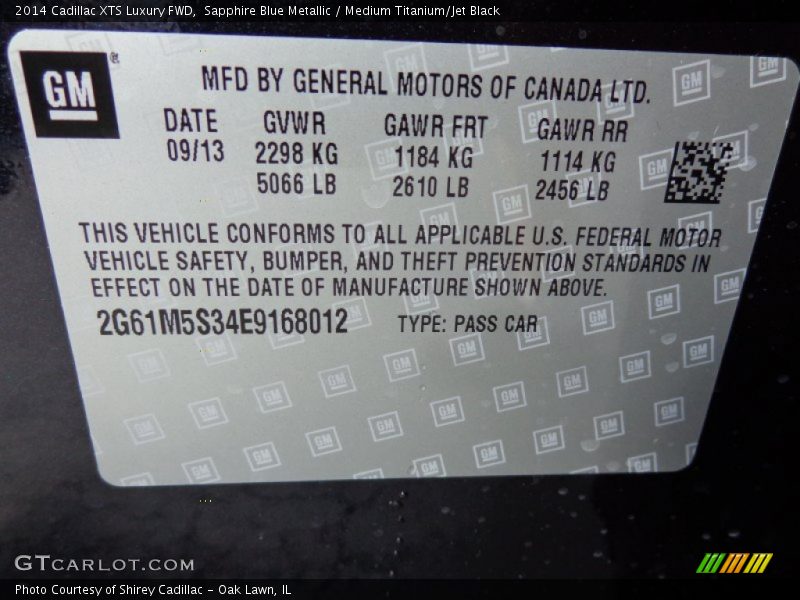 2014 Cadillac XTS Luxury FWD,  Sapphire Blue Metallic / Medium Titanium/Jet Black
GM®
MFD BY GENERAL MOTORS OF CANADA LTD.
DATE GVWR GAWR FRT GAWR RR
09/13 2298 KG 1184 KG 1114 KG
5066 LB 2610 LB 2456 LB
THIS VEHICLE CONFORMS TO ALL APPLICABLE U.S. FEDERAL MOTOR
VEHICLE SAFETY, BUMPER, AND THEFT PREVENTION STANDARDS IN
EFFECT ON THE DATE OF MANUFACTURE SHOWN ABOVE.
2G61M5S34E9168012 TYPE: PASS CAR
GTCARLOT.COM
Photo Courtesy of Shirey Cadillac - Oak Lawn, IL